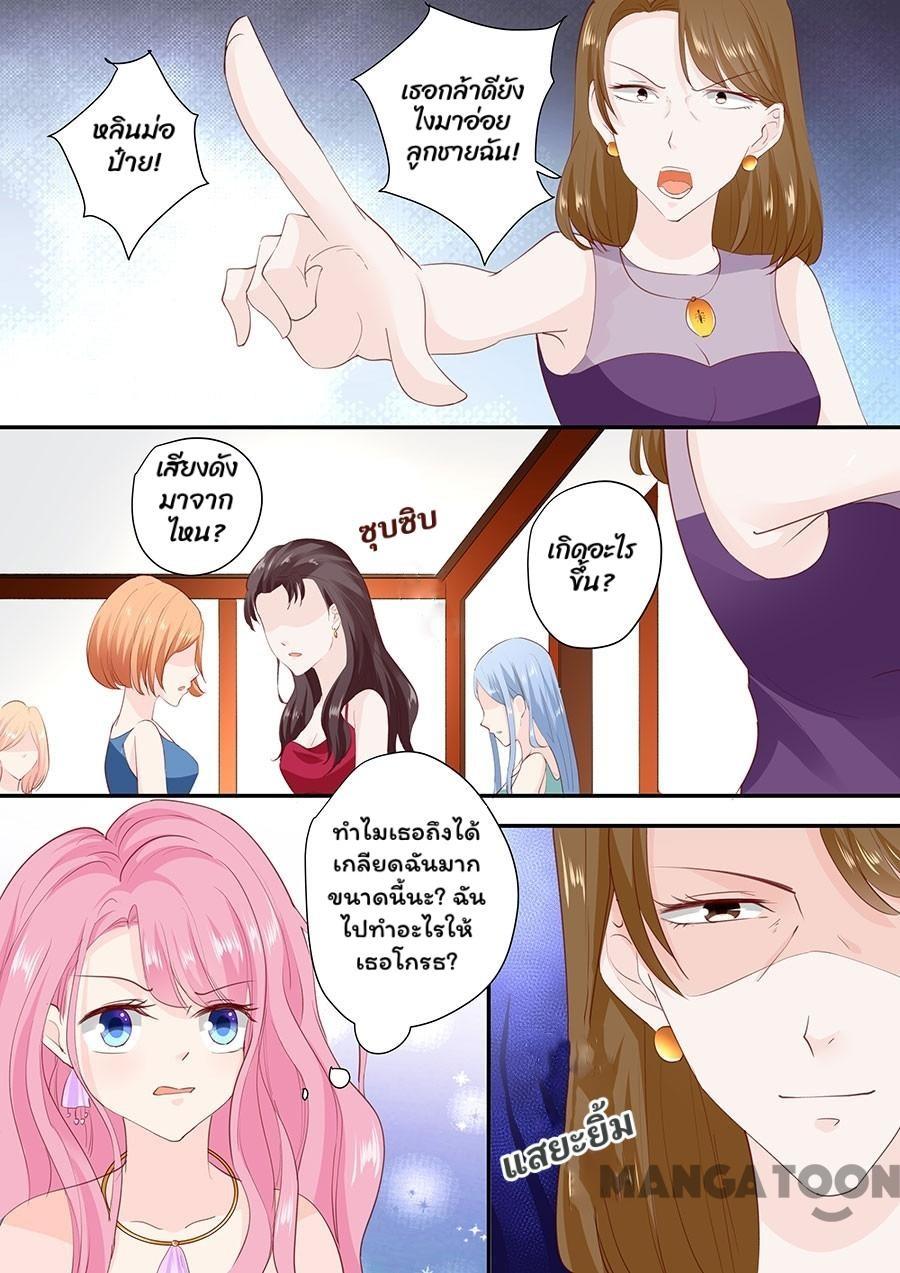 หลินม่อ
ป๋าย!
เธอกล้าดียัง
ไงมาอ่อย
ลูกชายฉัน!
เสียงดัง
มาจาก
ไหน?
ซุบซิบ
เกิดอะไร
ขึ้น?
ทำไมเธอถึงได้
เกลียดฉันมาก
ขนาดนี้นะ? ฉัน
ไปทำอะไรให้
เธอโกรธ?
แสยะยิ้ม
MANGATOON